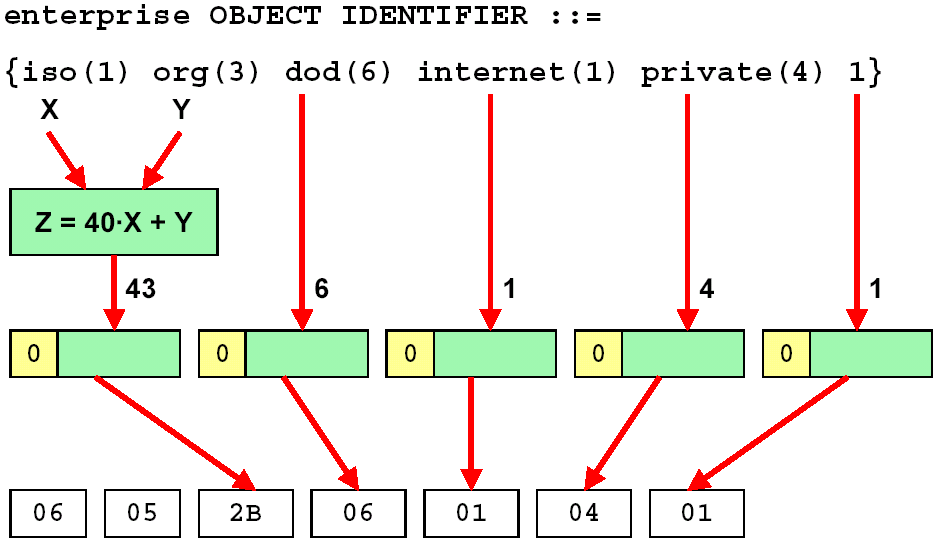 enterprise OBJECT IDENTIFIER ::=
{iso(1) org(3) dod(6) internet(1) private(4) 1}
X Y
Z = 40·X + Y
43 6 1 4 1
0 0 0 0 0
06 05 2B 06 01 04 01